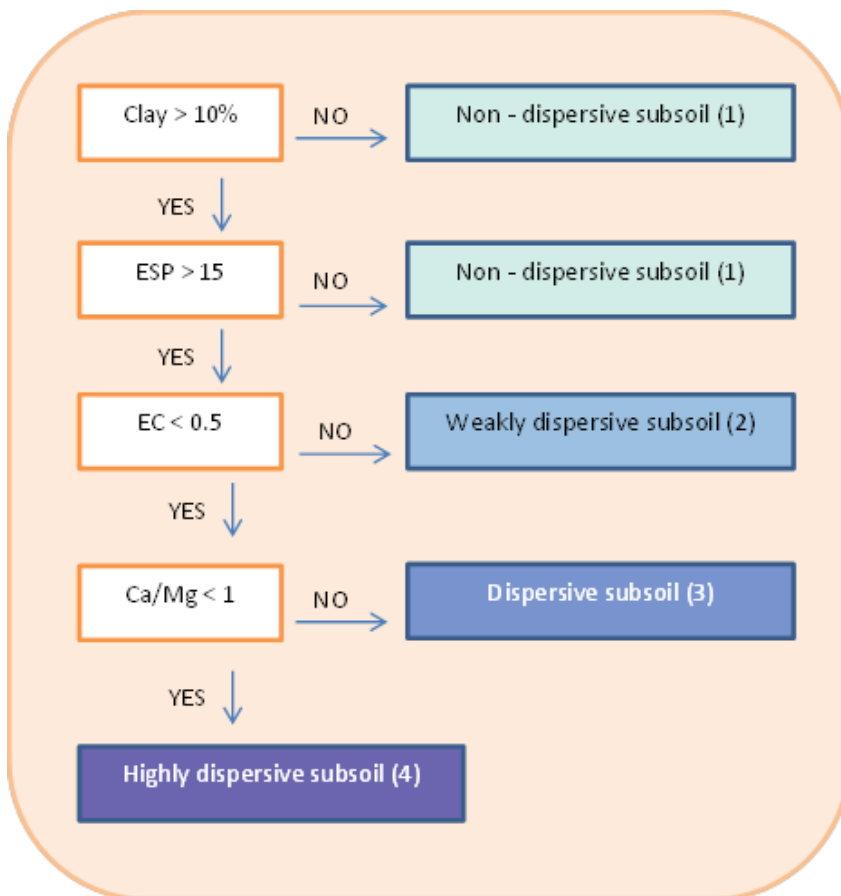 Clay > 10%
NO
Non - dispersive subsoil (1)
YES
ESP > 15
NO
Non - dispersive subsoil (1)
YES
EC < 0.5
NO
Weakly dispersive subsoil (2)
YES
Ca/Mg < 1
NO
Dispersive subsoil (3)
YES
Highly dispersive subsoil (4)